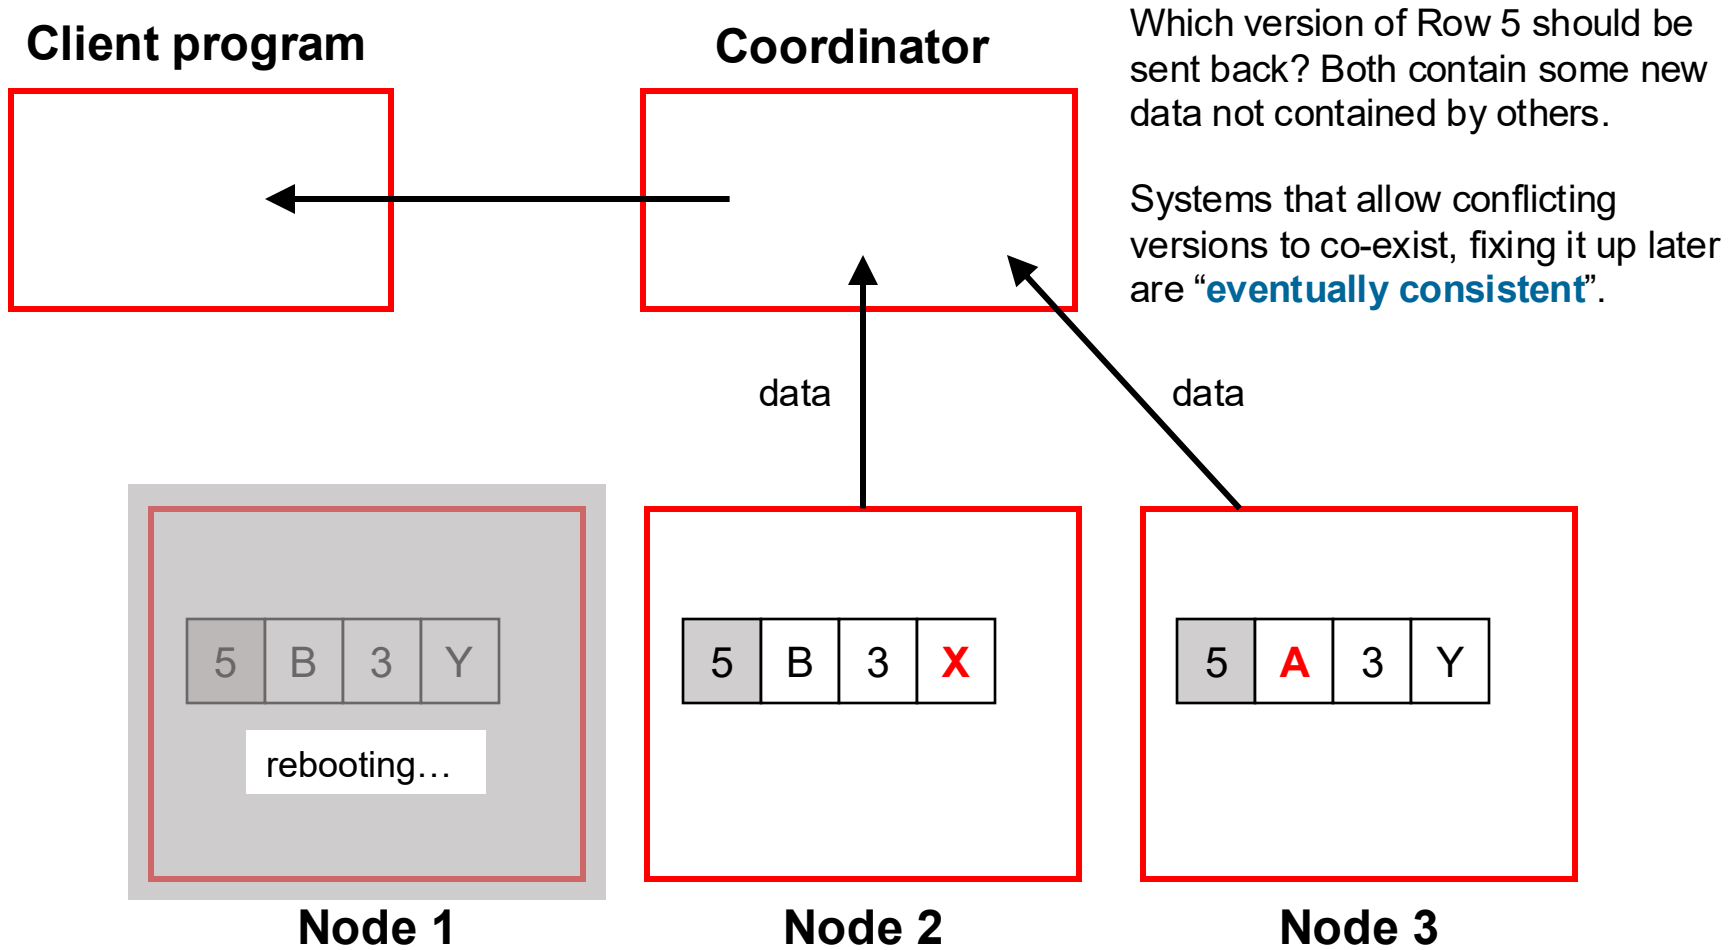 Client program
Coordinator
Which version of Row 5 should be
sent back? Both contain some new
data not contained by others.
Systems that allow conflicting
versions to co-exist, fixing it up later
are “eventually consistent”.
data
data
5 B 3 Y
rebooting…
5 B 3 X
5 A 3 Y
Node 1
Node 2
Node 3